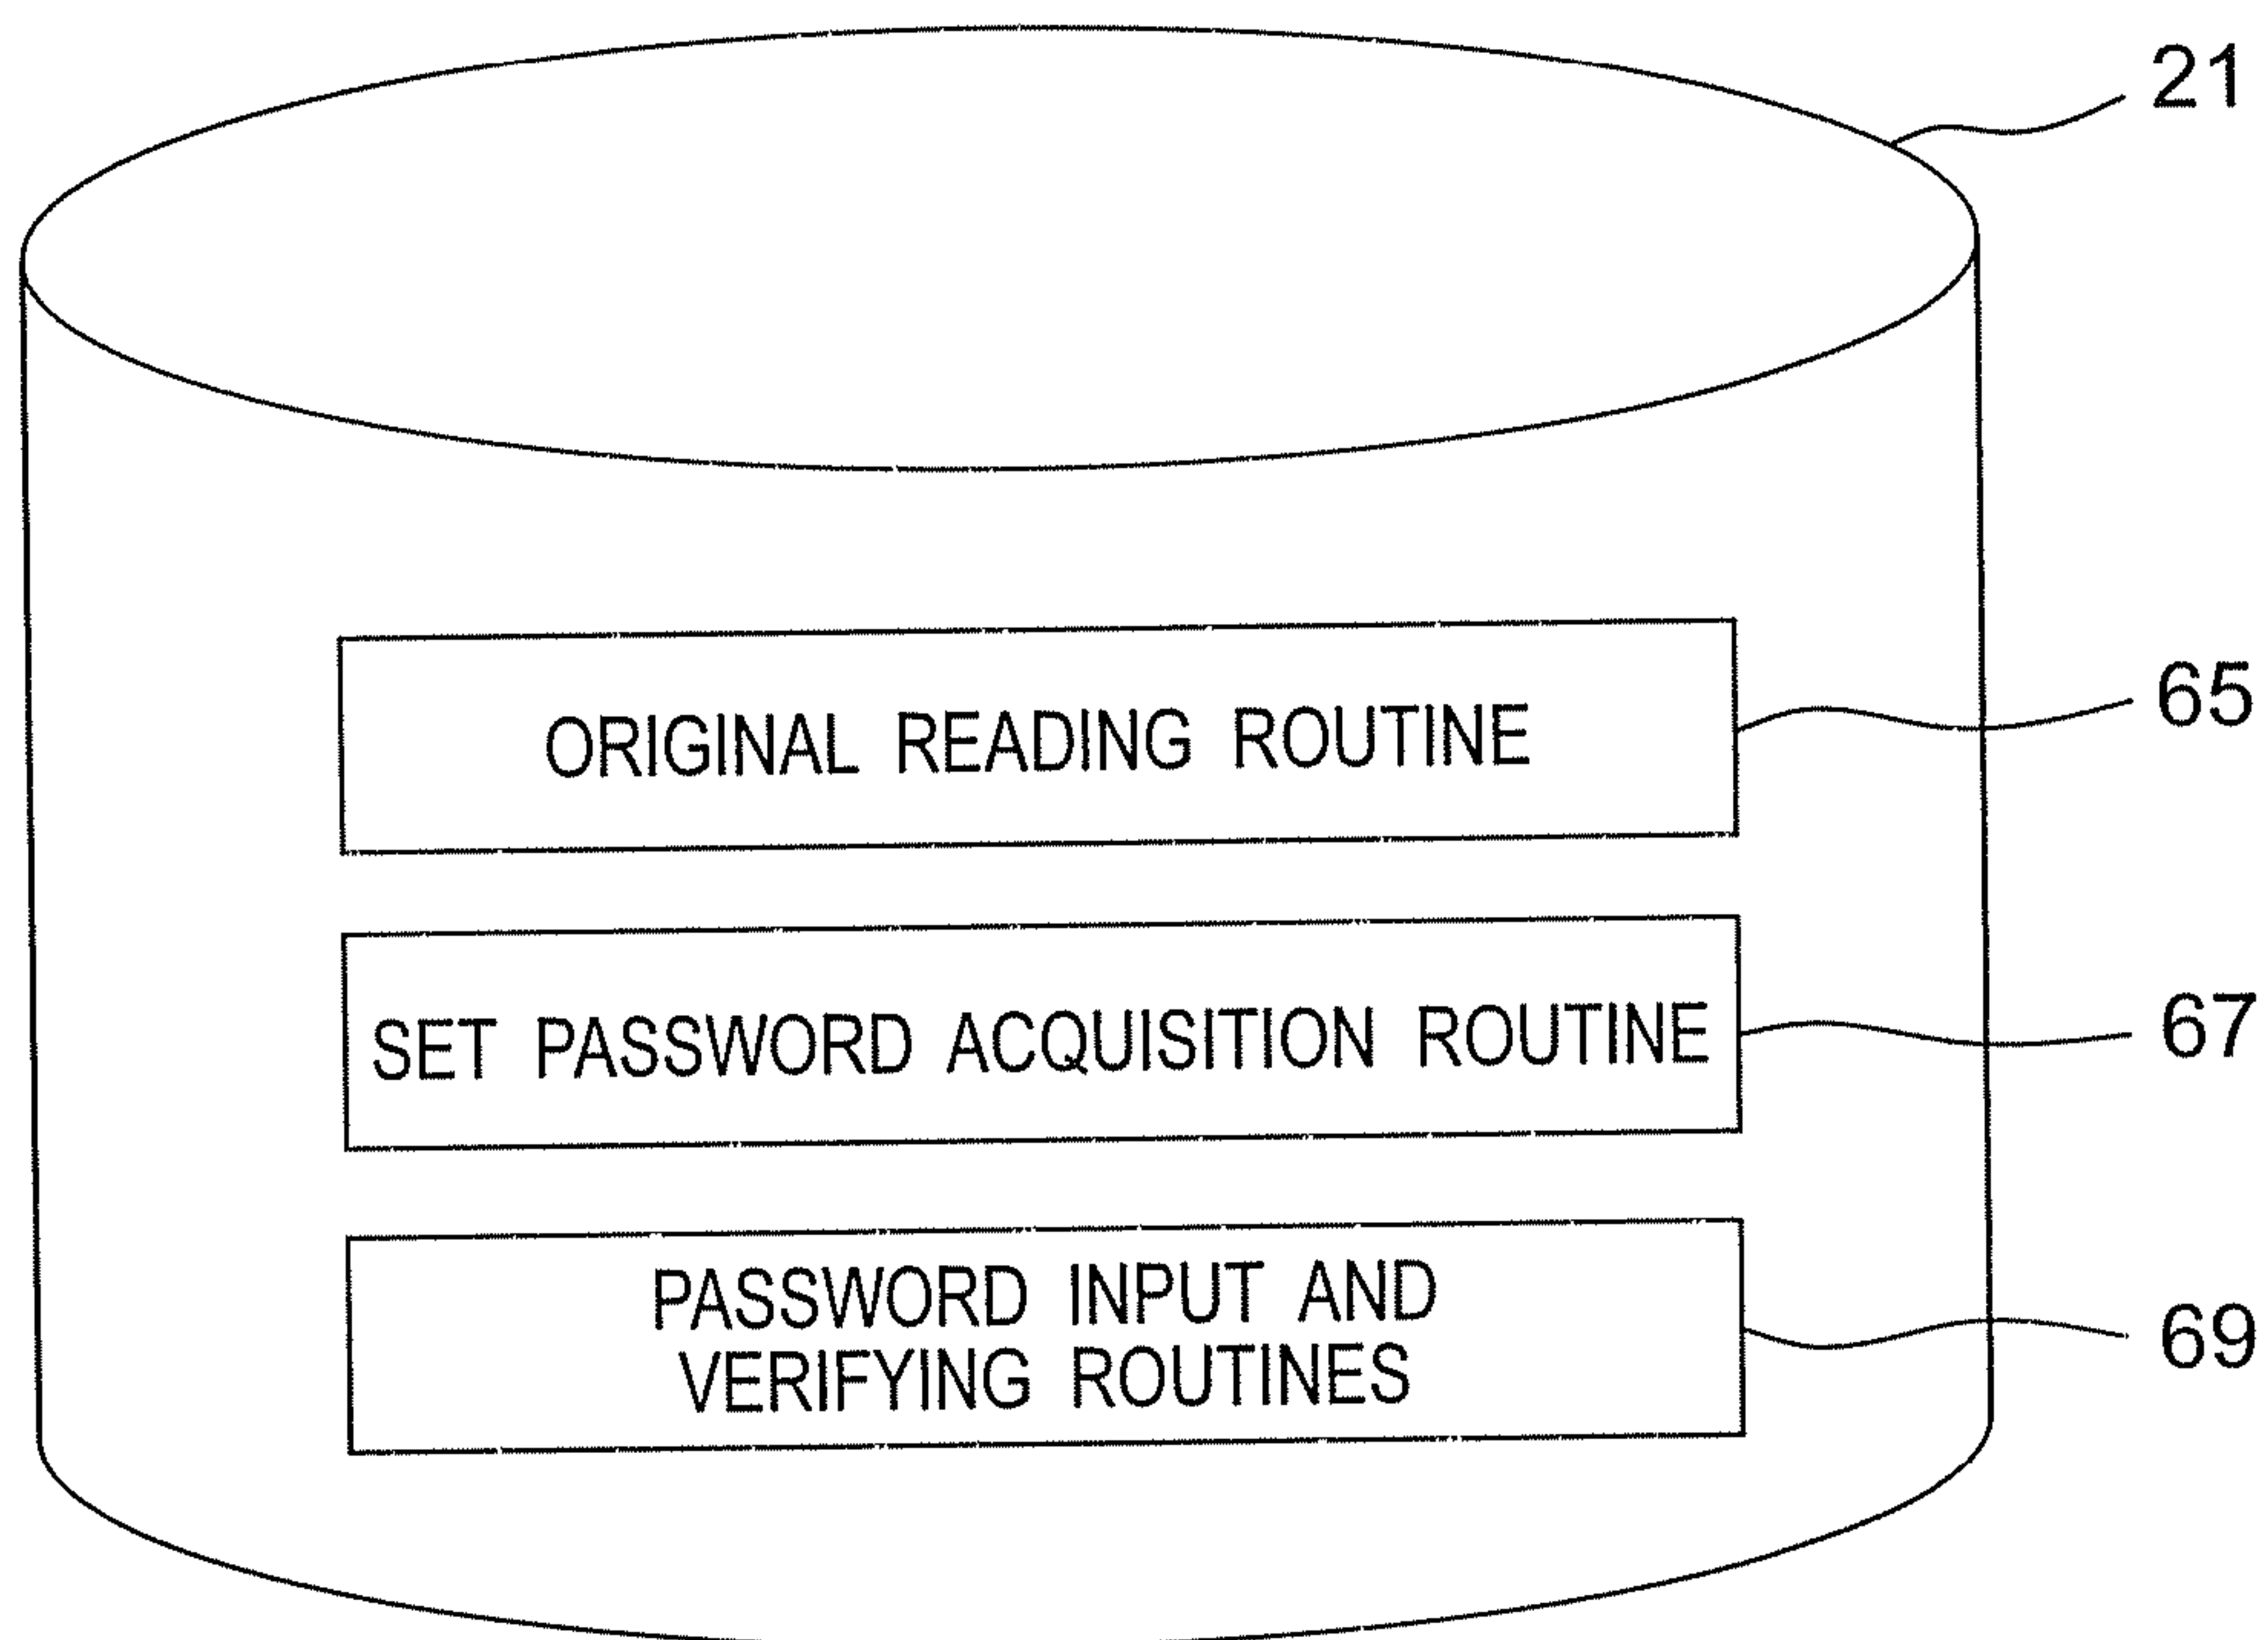 21
ORIGINAL READING ROUTINE
65
SET PASSWORD ACQUISITION ROUTINE
67
PASSWORD INPUT AND
VERIFYING ROUTINES
69